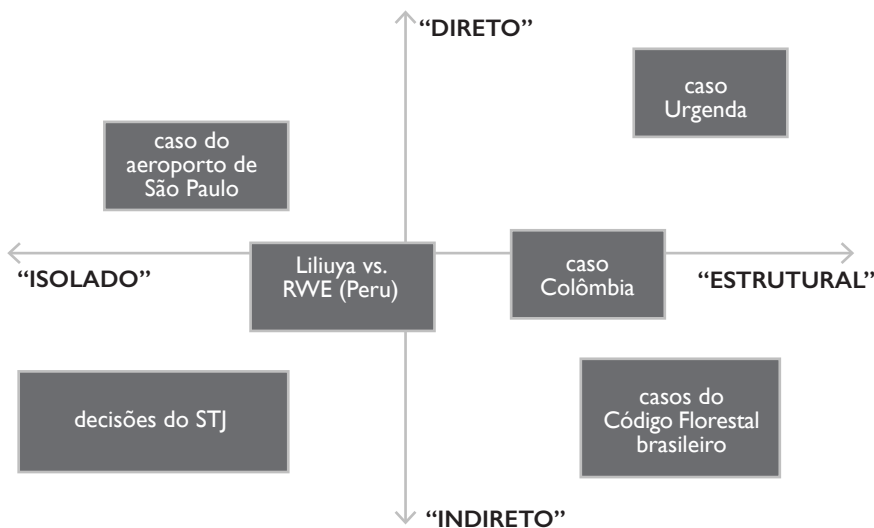 “DIRETO”
caso
Urgenda
caso do
aeroporto de
São Paulo
“ISOLADO”
Liliuya vs.
RWE (Peru)
caso
Colômbia
“ESTRUTURAL”
decisões do STJ
casos do
Código Florestal
brasileiro
“INDIRETO”